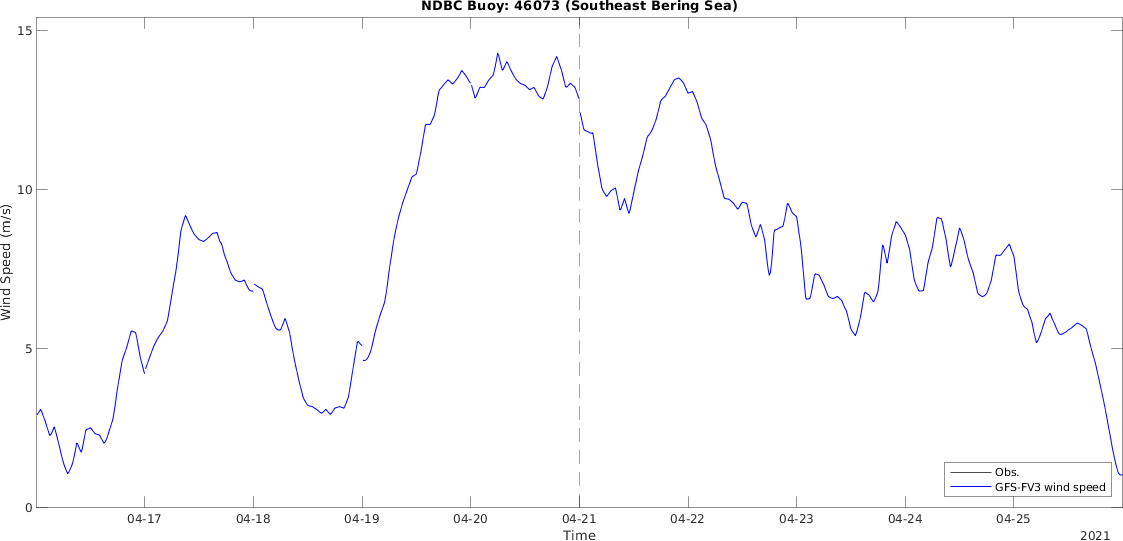 NDBC Buoy: 46073 (Southeast Bering Sea)
15
10
5
0
Wind Speed (m/s)
04-17 04-18 04-19 04-20 04-21 04-22 04-23 04-24 04-25
Time
2021
Obs.
GFS-FV3 wind speed